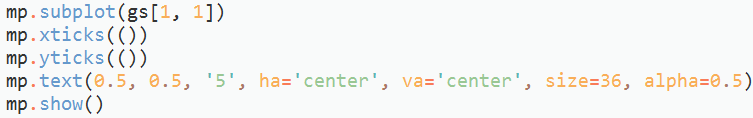 mp.subplot(gs[1, 1])
mp.xticks(())
mp.yticks(())
mp.text(0.5, 0.5, '5', ha='center', va='center', size=36, alpha=0.5)
mp.show()